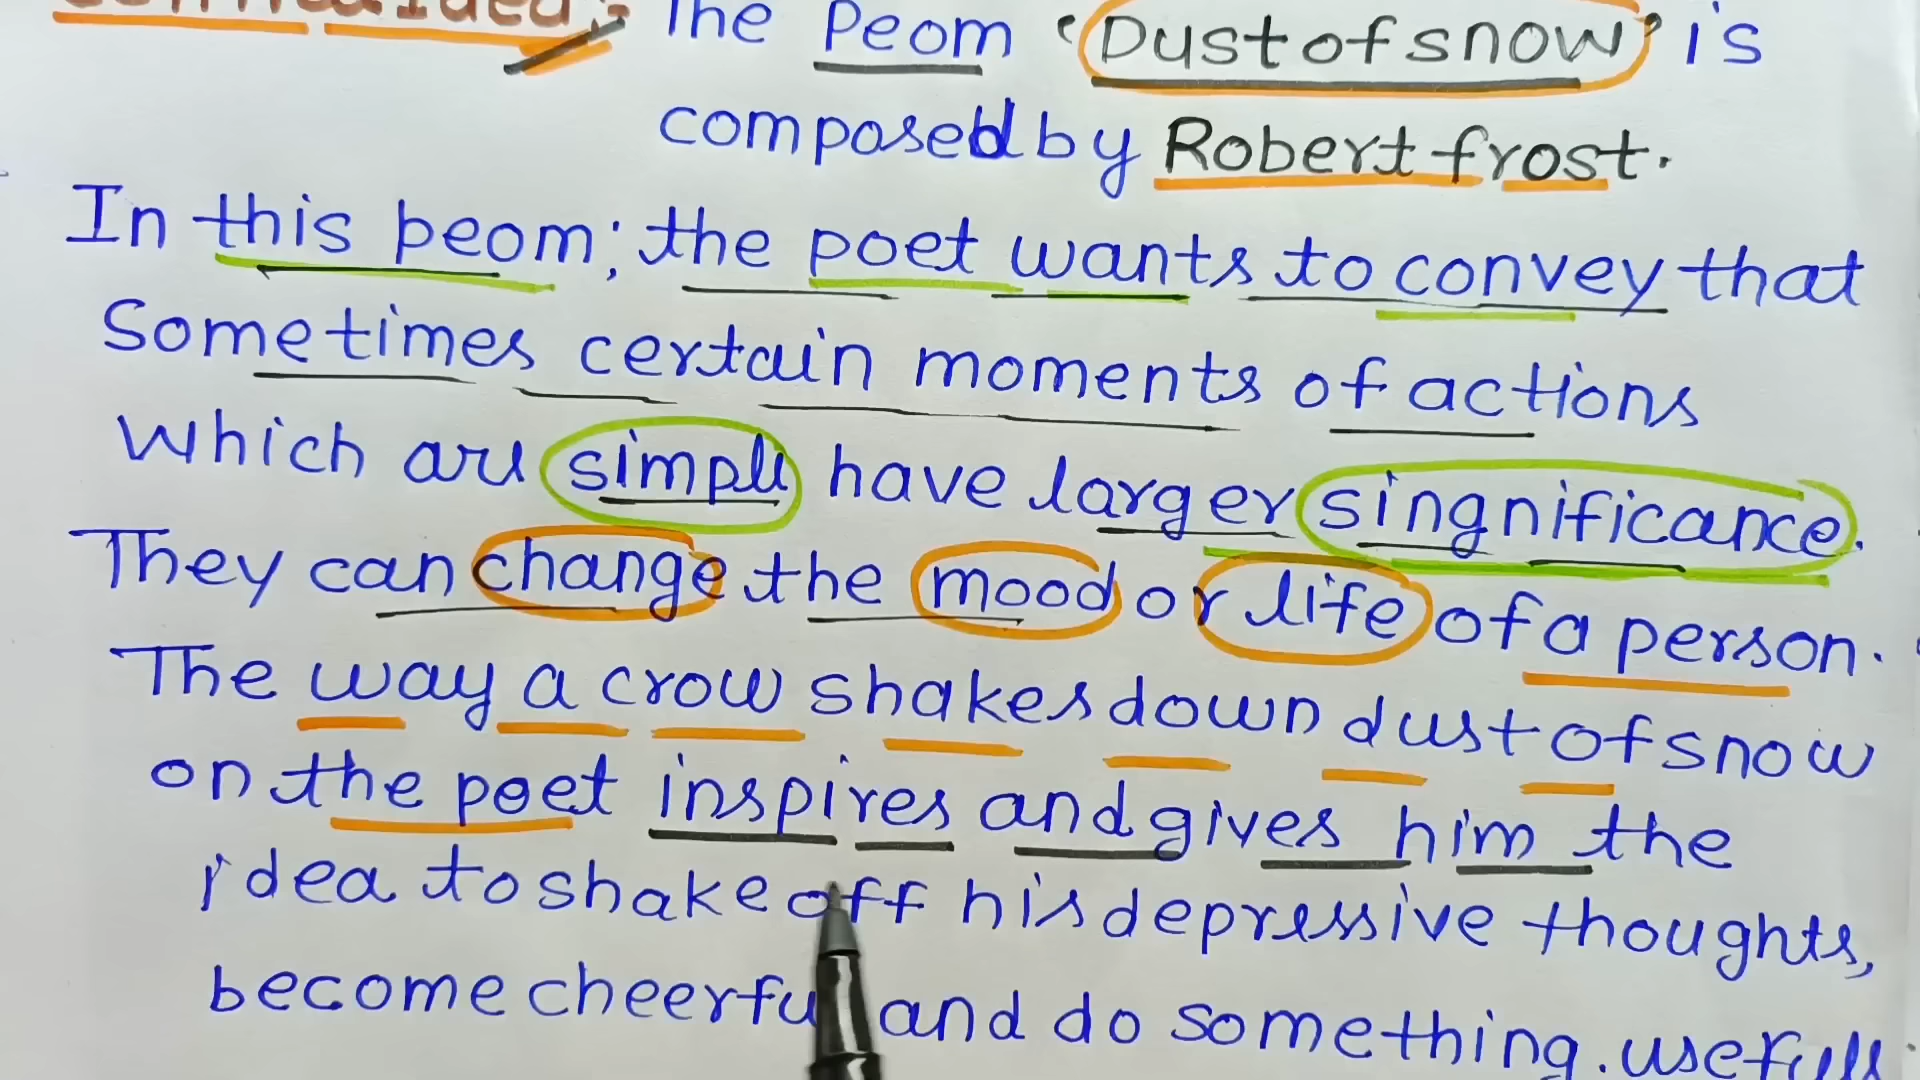 The Peom 'Dust of snow' is
composed by Robert frost.
In this peom; the poet wants to convey that
Sometimes certain moments of actions
which are simple have larger singnificance.
They can change the mood or life of a person.
The way a crow shakes down dust of snow
on the poet inspires and gives him the
idea to shake off his depressive thoughts,
become cheerful and do something. usefull